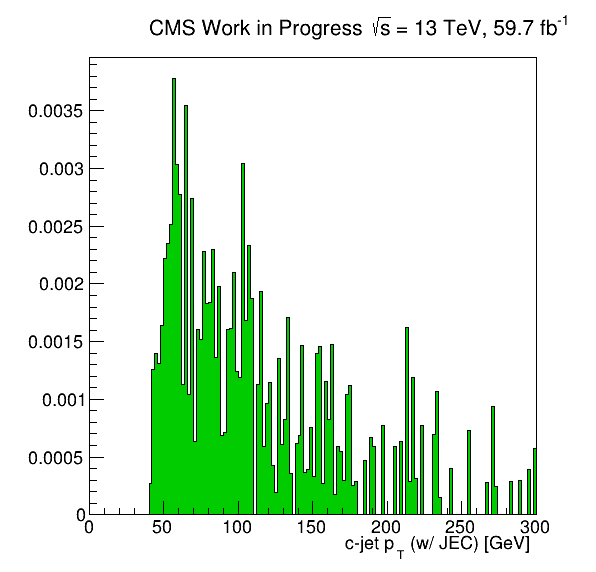 CMS Work in Progress √s = 13 TeV, 59.7 fb⁻¹
0.0035
0.003
0.0025
0.002
0.0015
0.001
0.0005
0
0 50 100 150 200 250 300
c-jet p_T (w/ JEC) [GeV]